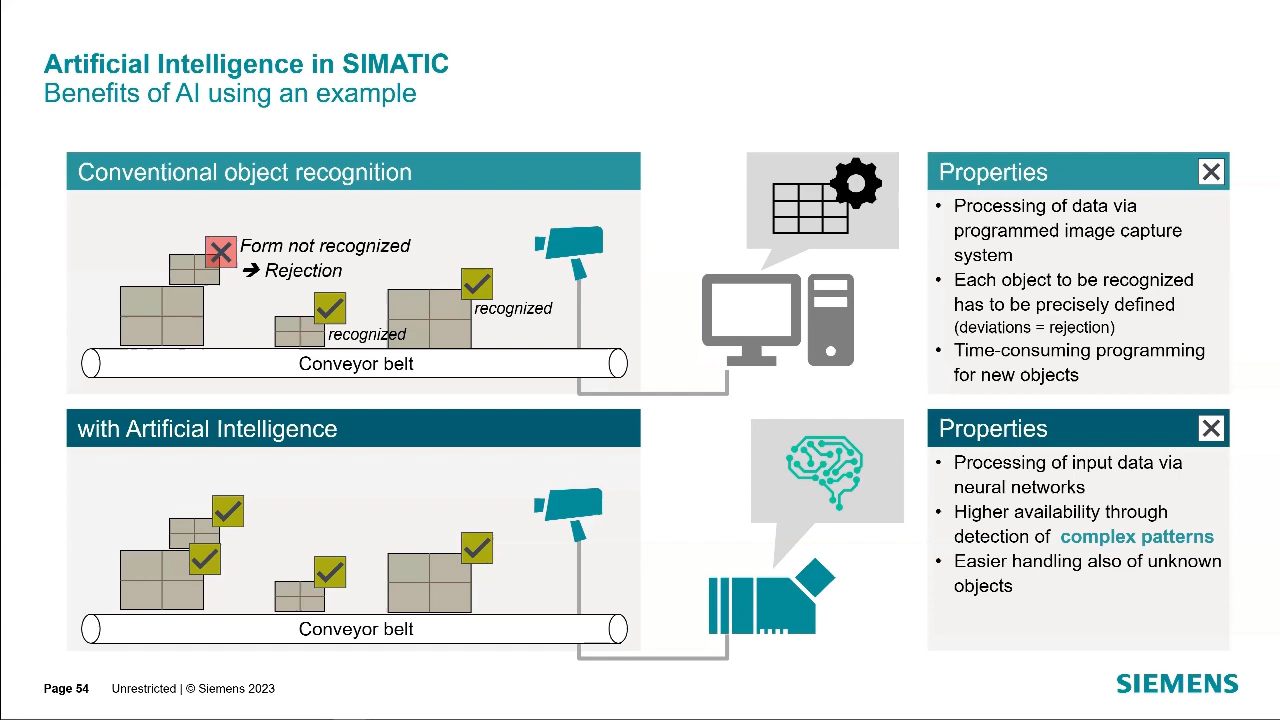 Artificial Intelligence in SIMATIC
Benefits of AI using an example
Conventional object recognition
Form not recognized
➔ Rejection
recognized
recognized
Conveyor belt
Properties
• Processing of data via
programmed image capture
system
• Each object to be recognized
has to be precisely defined
(deviations = rejection)
• Time-consuming programming
for new objects
with Artificial Intelligence
Conveyor belt
Properties
• Processing of input data via
neural networks
• Higher availability through
detection of complex patterns
• Easier handling also of unknown
objects
Page 54 Unrestricted | © Siemens 2023
SIEMENS